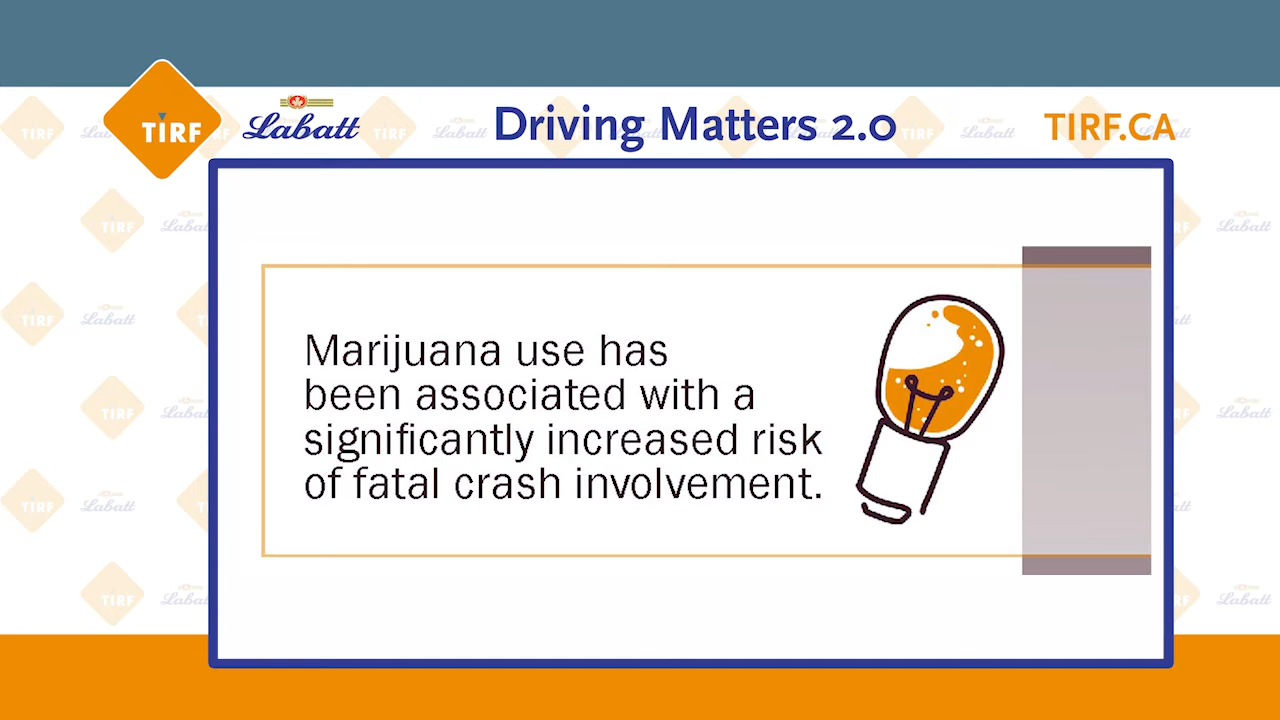 TIRF
Labatt
Driving Matters 2.0
TIRF.CA
Marijuana use has
been associated with a
significantly increased risk
of fatal crash involvement.